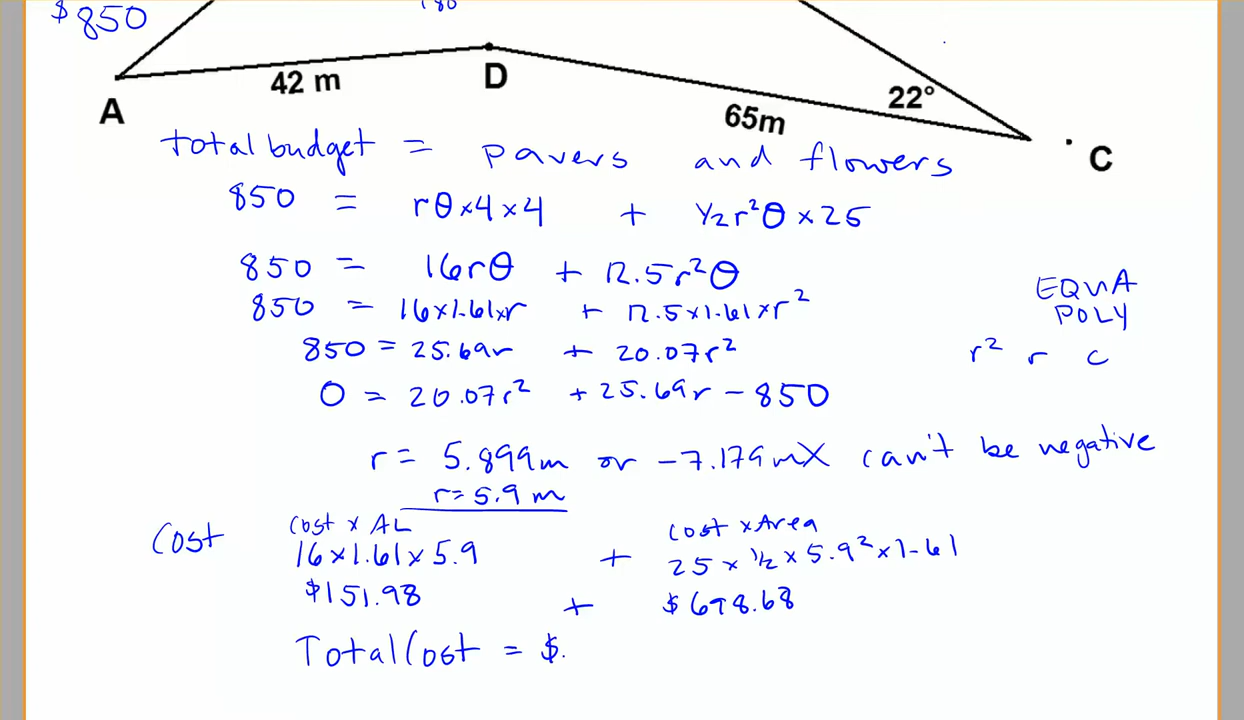 $850
180
42 m
D
A
22°
65m
C
total budget = pavers and flowers
850 = rθ×4×4 + ½r²θ×25
850 = 16rθ + 12.5r²θ
850 = 16×1.61×r + 12.5×1.61×r²
EQUA
POLY
850 = 25.69r + 20.07r²
r² r c
0 = 20.07r² + 25.69r - 850
r = 5.899m or -7.179m X can't be negative
r= 5.9 m
Cost
Cost × AL
Cost × Area
16×1.61×5.9 + 25 × ½ × 5.9² × 1.61
$151.98 + $698.68
Total Cost = $.